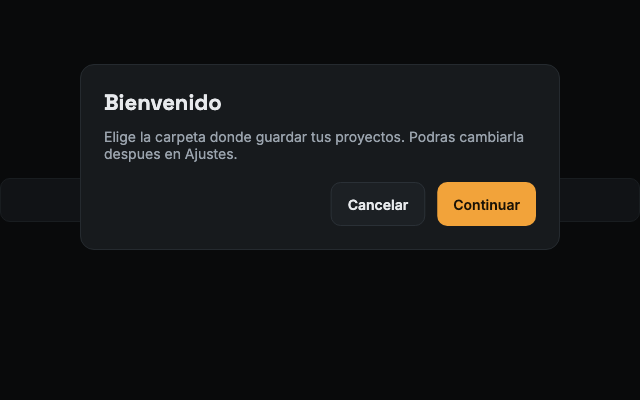 Bienvenido
Elige la carpeta donde guardar tus proyectos. Podras cambiarla
despues en Ajustes.
Cancelar
Continuar